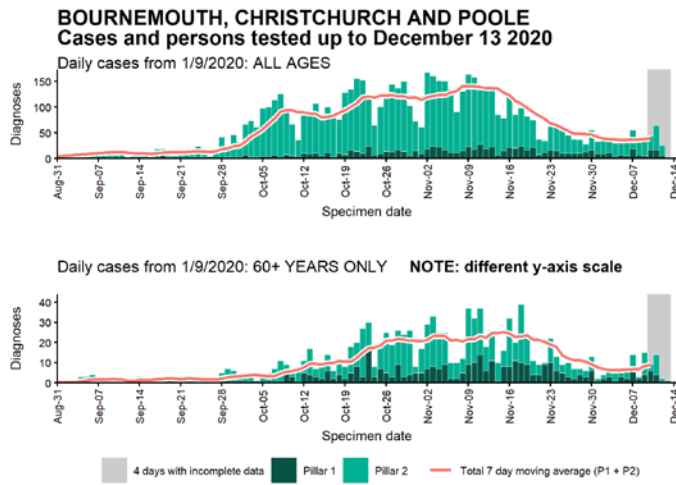 BOURNEMOUTH, CHRISTCHURCH AND POOLE
Cases and persons tested up to December 13 2020
Daily cases from 1/9/2020: ALL AGES
Diagnoses
150
100
50
0
Aug-31
Sep-07
Sep-14
Sep-21
Sep-28
Oct-05
Oct-12
Oct-19
Oct-26
Nov-02
Nov-09
Nov-16
Nov-23
Nov-30
Dec-07
Dec-14
Specimen date
Daily cases from 1/9/2020: 60+ YEARS ONLY NOTE: different y-axis scale
Diagnoses
40
30
20
10
0
Aug-31
Sep-07
Sep-14
Sep-21
Sep-28
Oct-05
Oct-12
Oct-19
Oct-26
Nov-02
Nov-09
Nov-16
Nov-23
Nov-30
Dec-07
Dec-14
Specimen date
4 days with incomplete data Pillar 1 Pillar 2 Total 7 day moving average (P1 + P2)